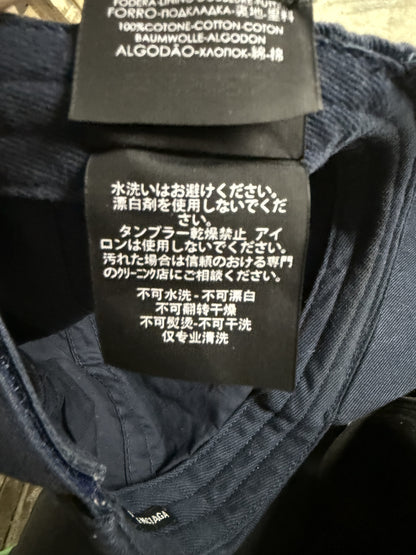 FODERA-LINING-DOUBLURE-FUTTER
FORRO-ПОДКЛАДКА-裏地-里料
100%COTONE-COTTON-COTON
BAUMWOLLE-ALGODON
ALGODÃO-ХЛОПОК-綿-棉
水洗いはお避けください。
漂白剤を使用しないでくだ
さい。
タンブラー乾燥禁止 アイ
ロンは使用しないでください。
汚れた場合は信頼のおける専門
のクリーニング店にご相談ください。
不可水洗-不可漂白
不可翻转干燥
不可熨烫-不可干洗
仅专业清洗